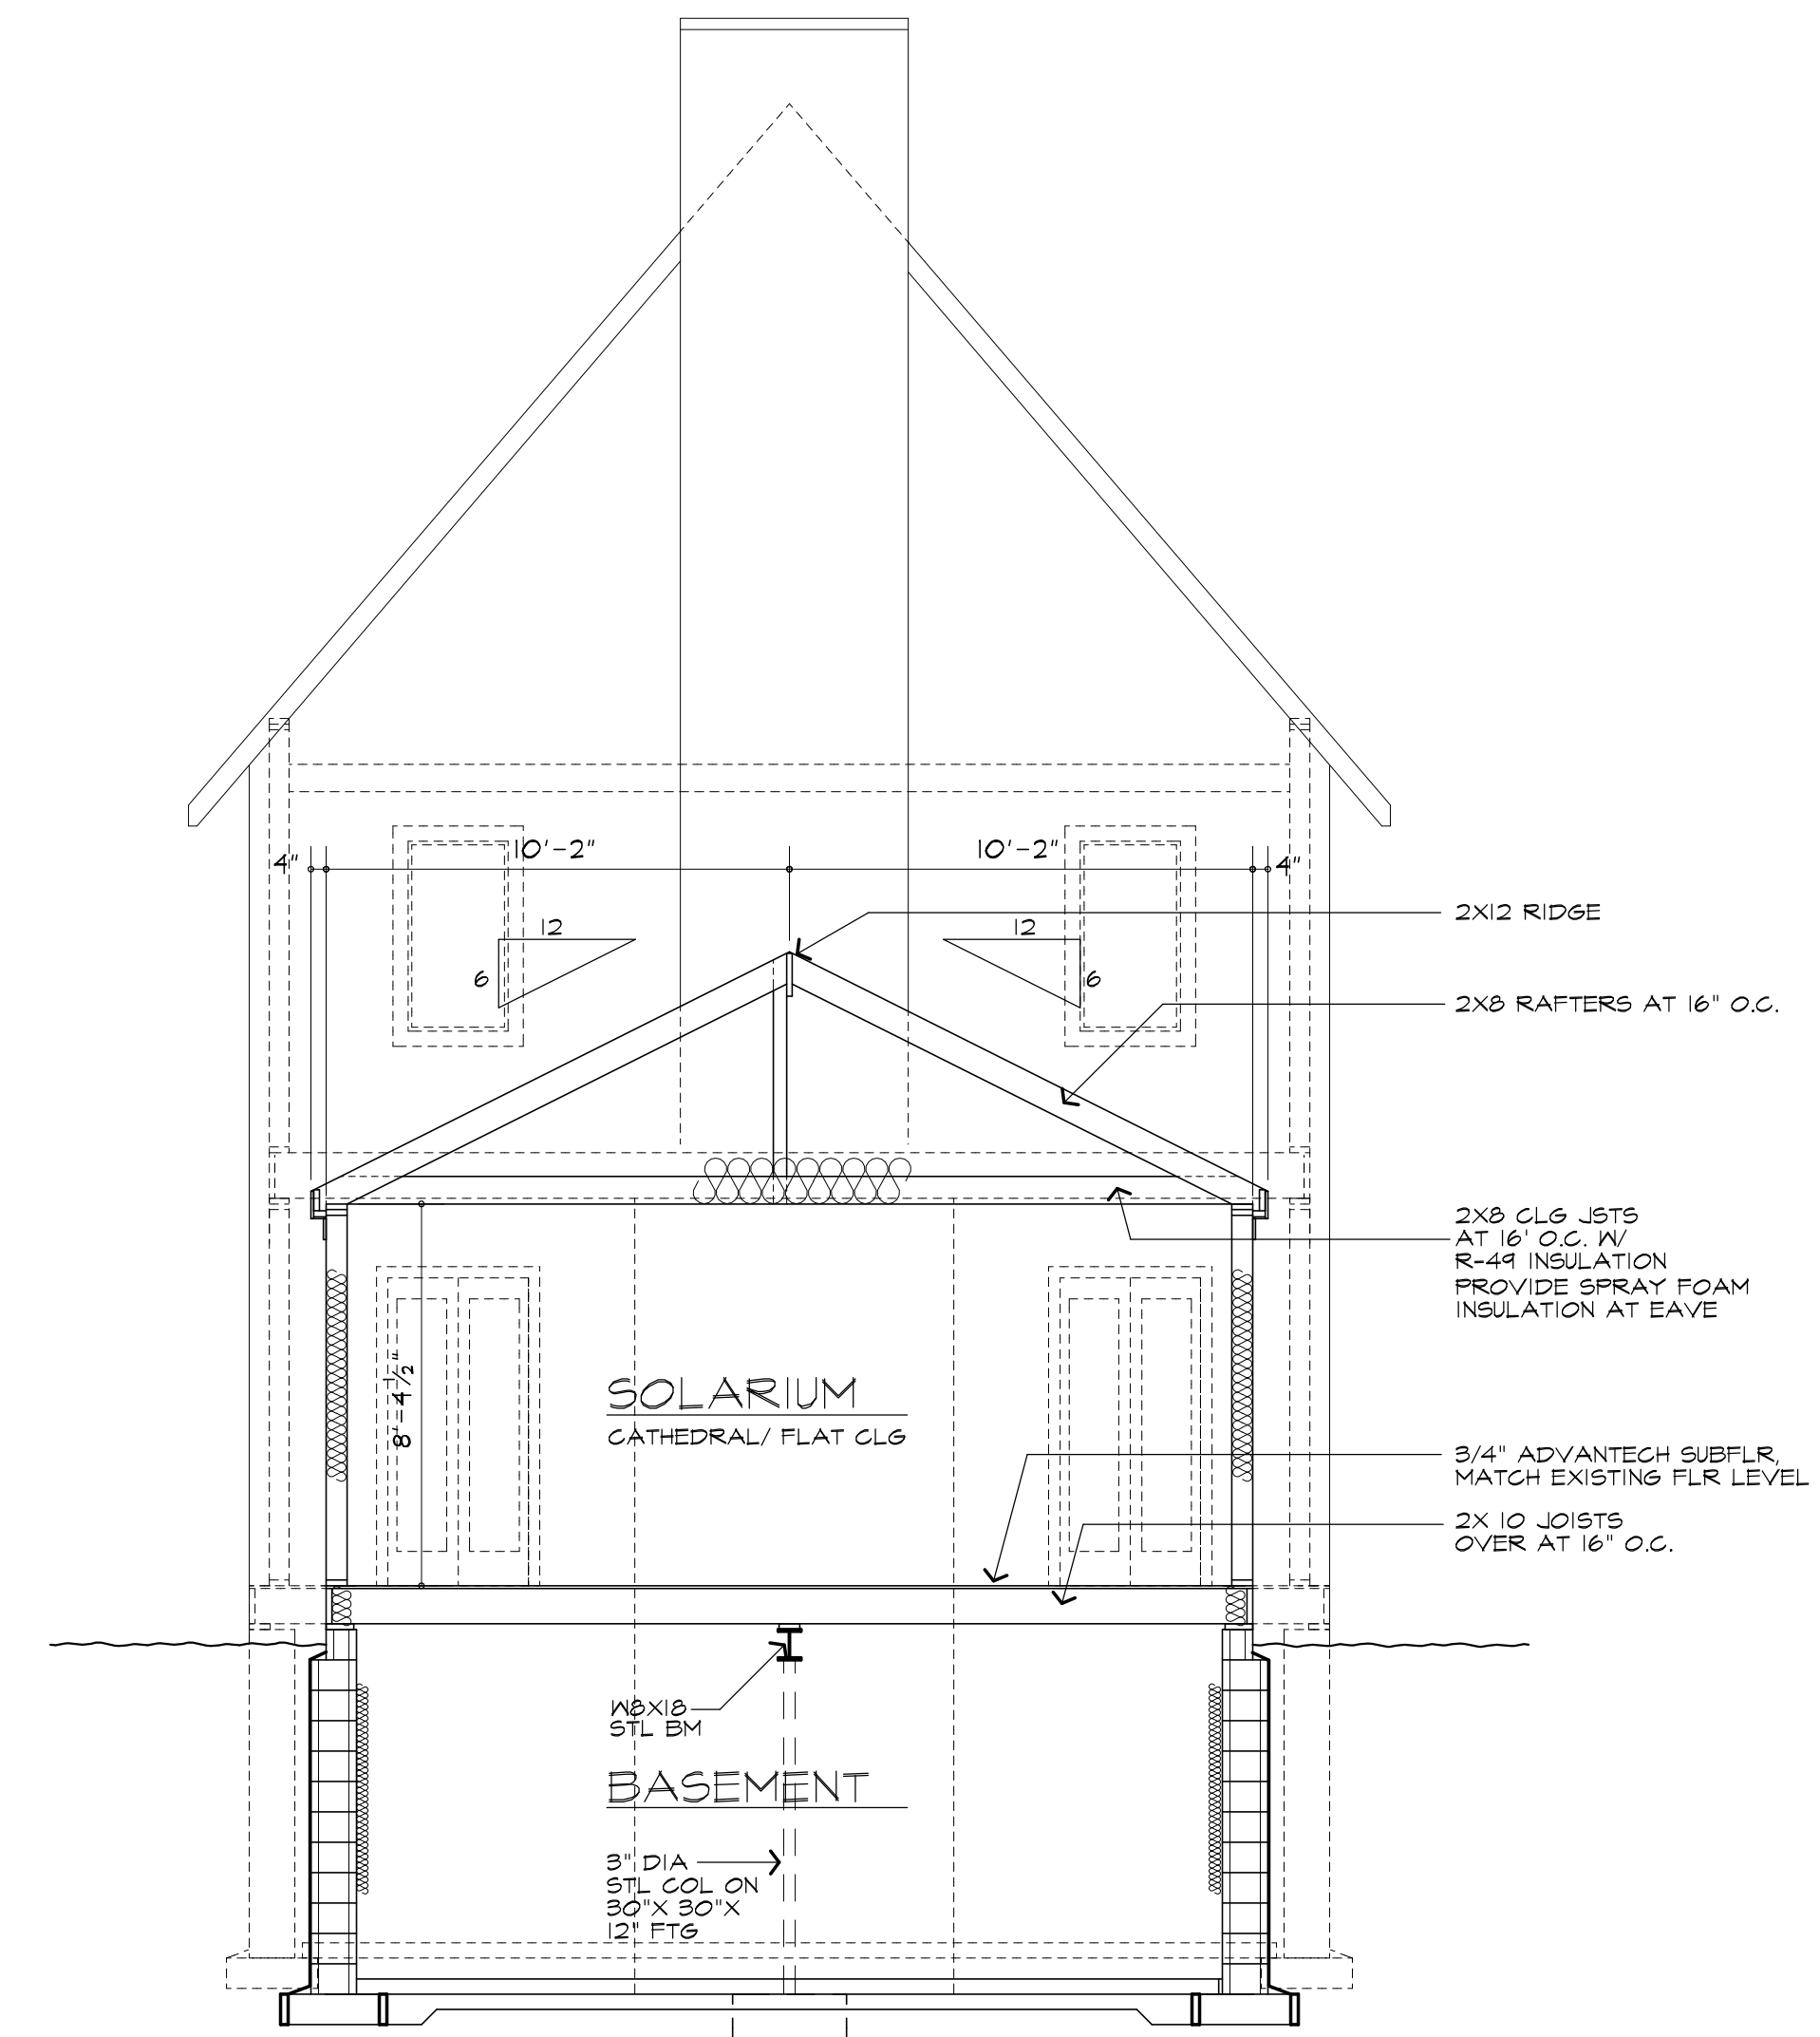 4" 10'-2" 10'-2" 4"
2X12 RIDGE
12 12
6 6
2X8 RAFTERS AT 16" O.C.
2X8 CLG JSTS
AT 16' O.C. W/
R-49 INSULATION
PROVIDE SPRAY FOAM
INSULATION AT EAVE
8'-4½"
SOLARIUM
CATHEDRAL/ FLAT CLG
3/4" ADVANTECH SUBFLR,
MATCH EXISTING FLR LEVEL
2X 10 JOISTS
OVER AT 16" O.C.
W8X18
STL BM
BASEMENT
3" DIA
STL COL ON
30"X 30"X
12" FTG